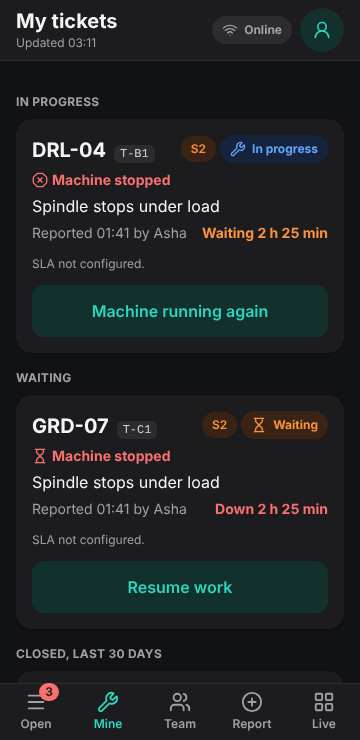 My tickets
Updated 03:11
Online
IN PROGRESS
DRL-04 T-B1 S2 In progress
Machine stopped
Spindle stops under load
Reported 01:41 by Asha Waiting 2 h 25 min
SLA not configured.
Machine running again
WAITING
GRD-07 T-C1 S2 Waiting
Machine stopped
Spindle stops under load
Reported 01:41 by Asha Down 2 h 25 min
SLA not configured.
Resume work
CLOSED, LAST 30 DAYS
3
Open Mine Team Report Live